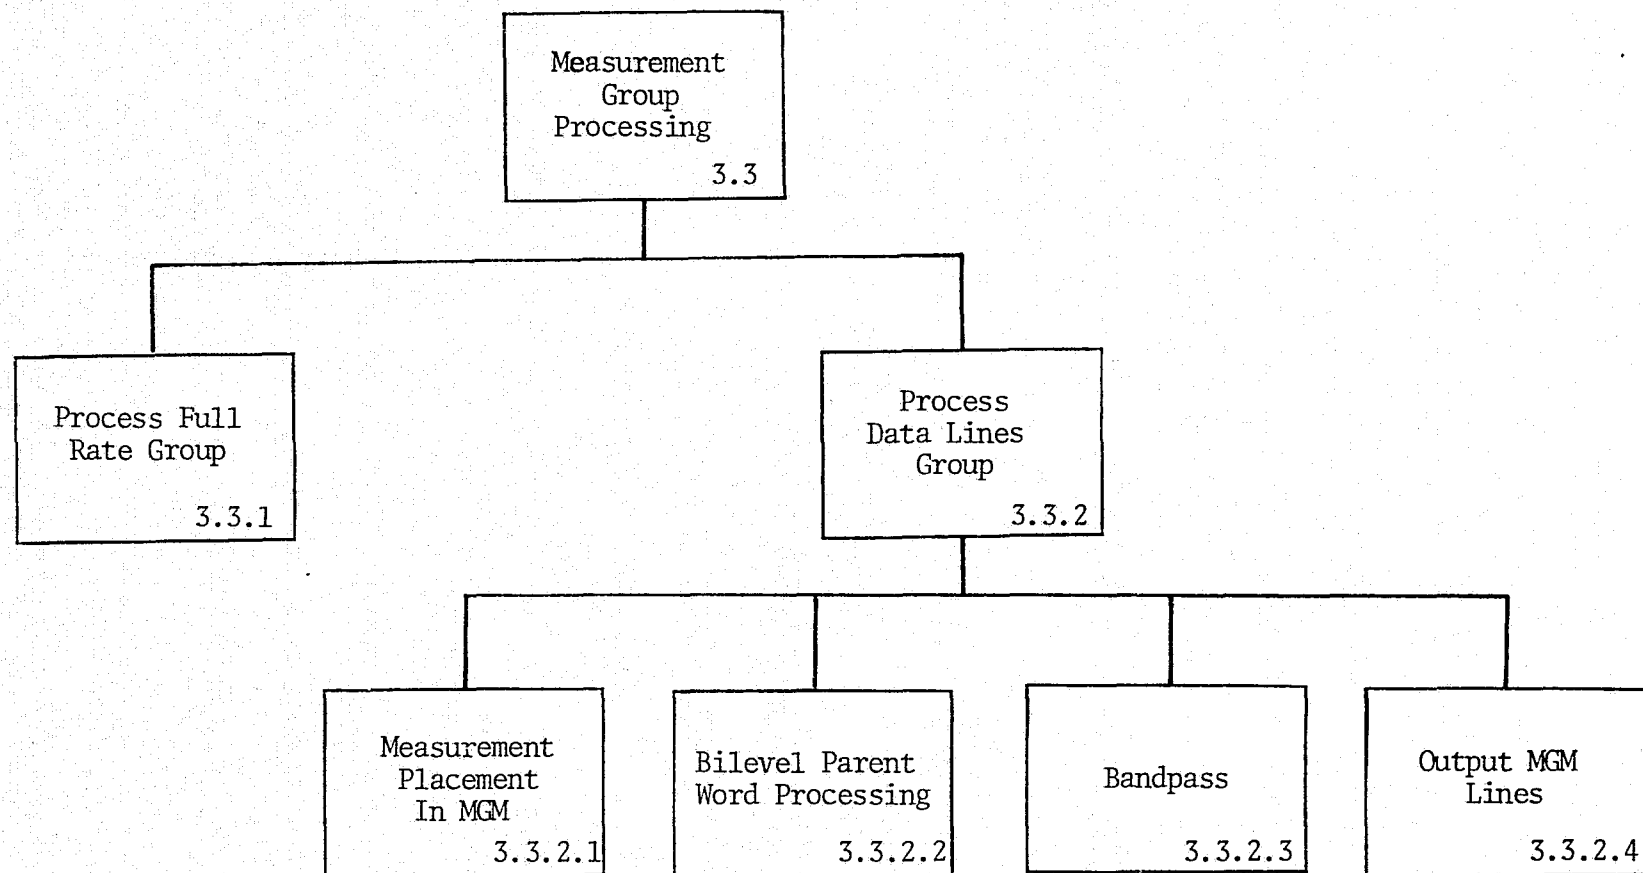 Measurement
Group
Processing
3.3
Process Full
Rate Group
3.3.1
Process
Data Lines
Group
3.3.2
Measurement
Placement
In MGM
3.3.2.1
Bilevel Parent
Word Processing
3.3.2.2
Bandpass
3.3.2.3
Output MGM
Lines
3.3.2.4